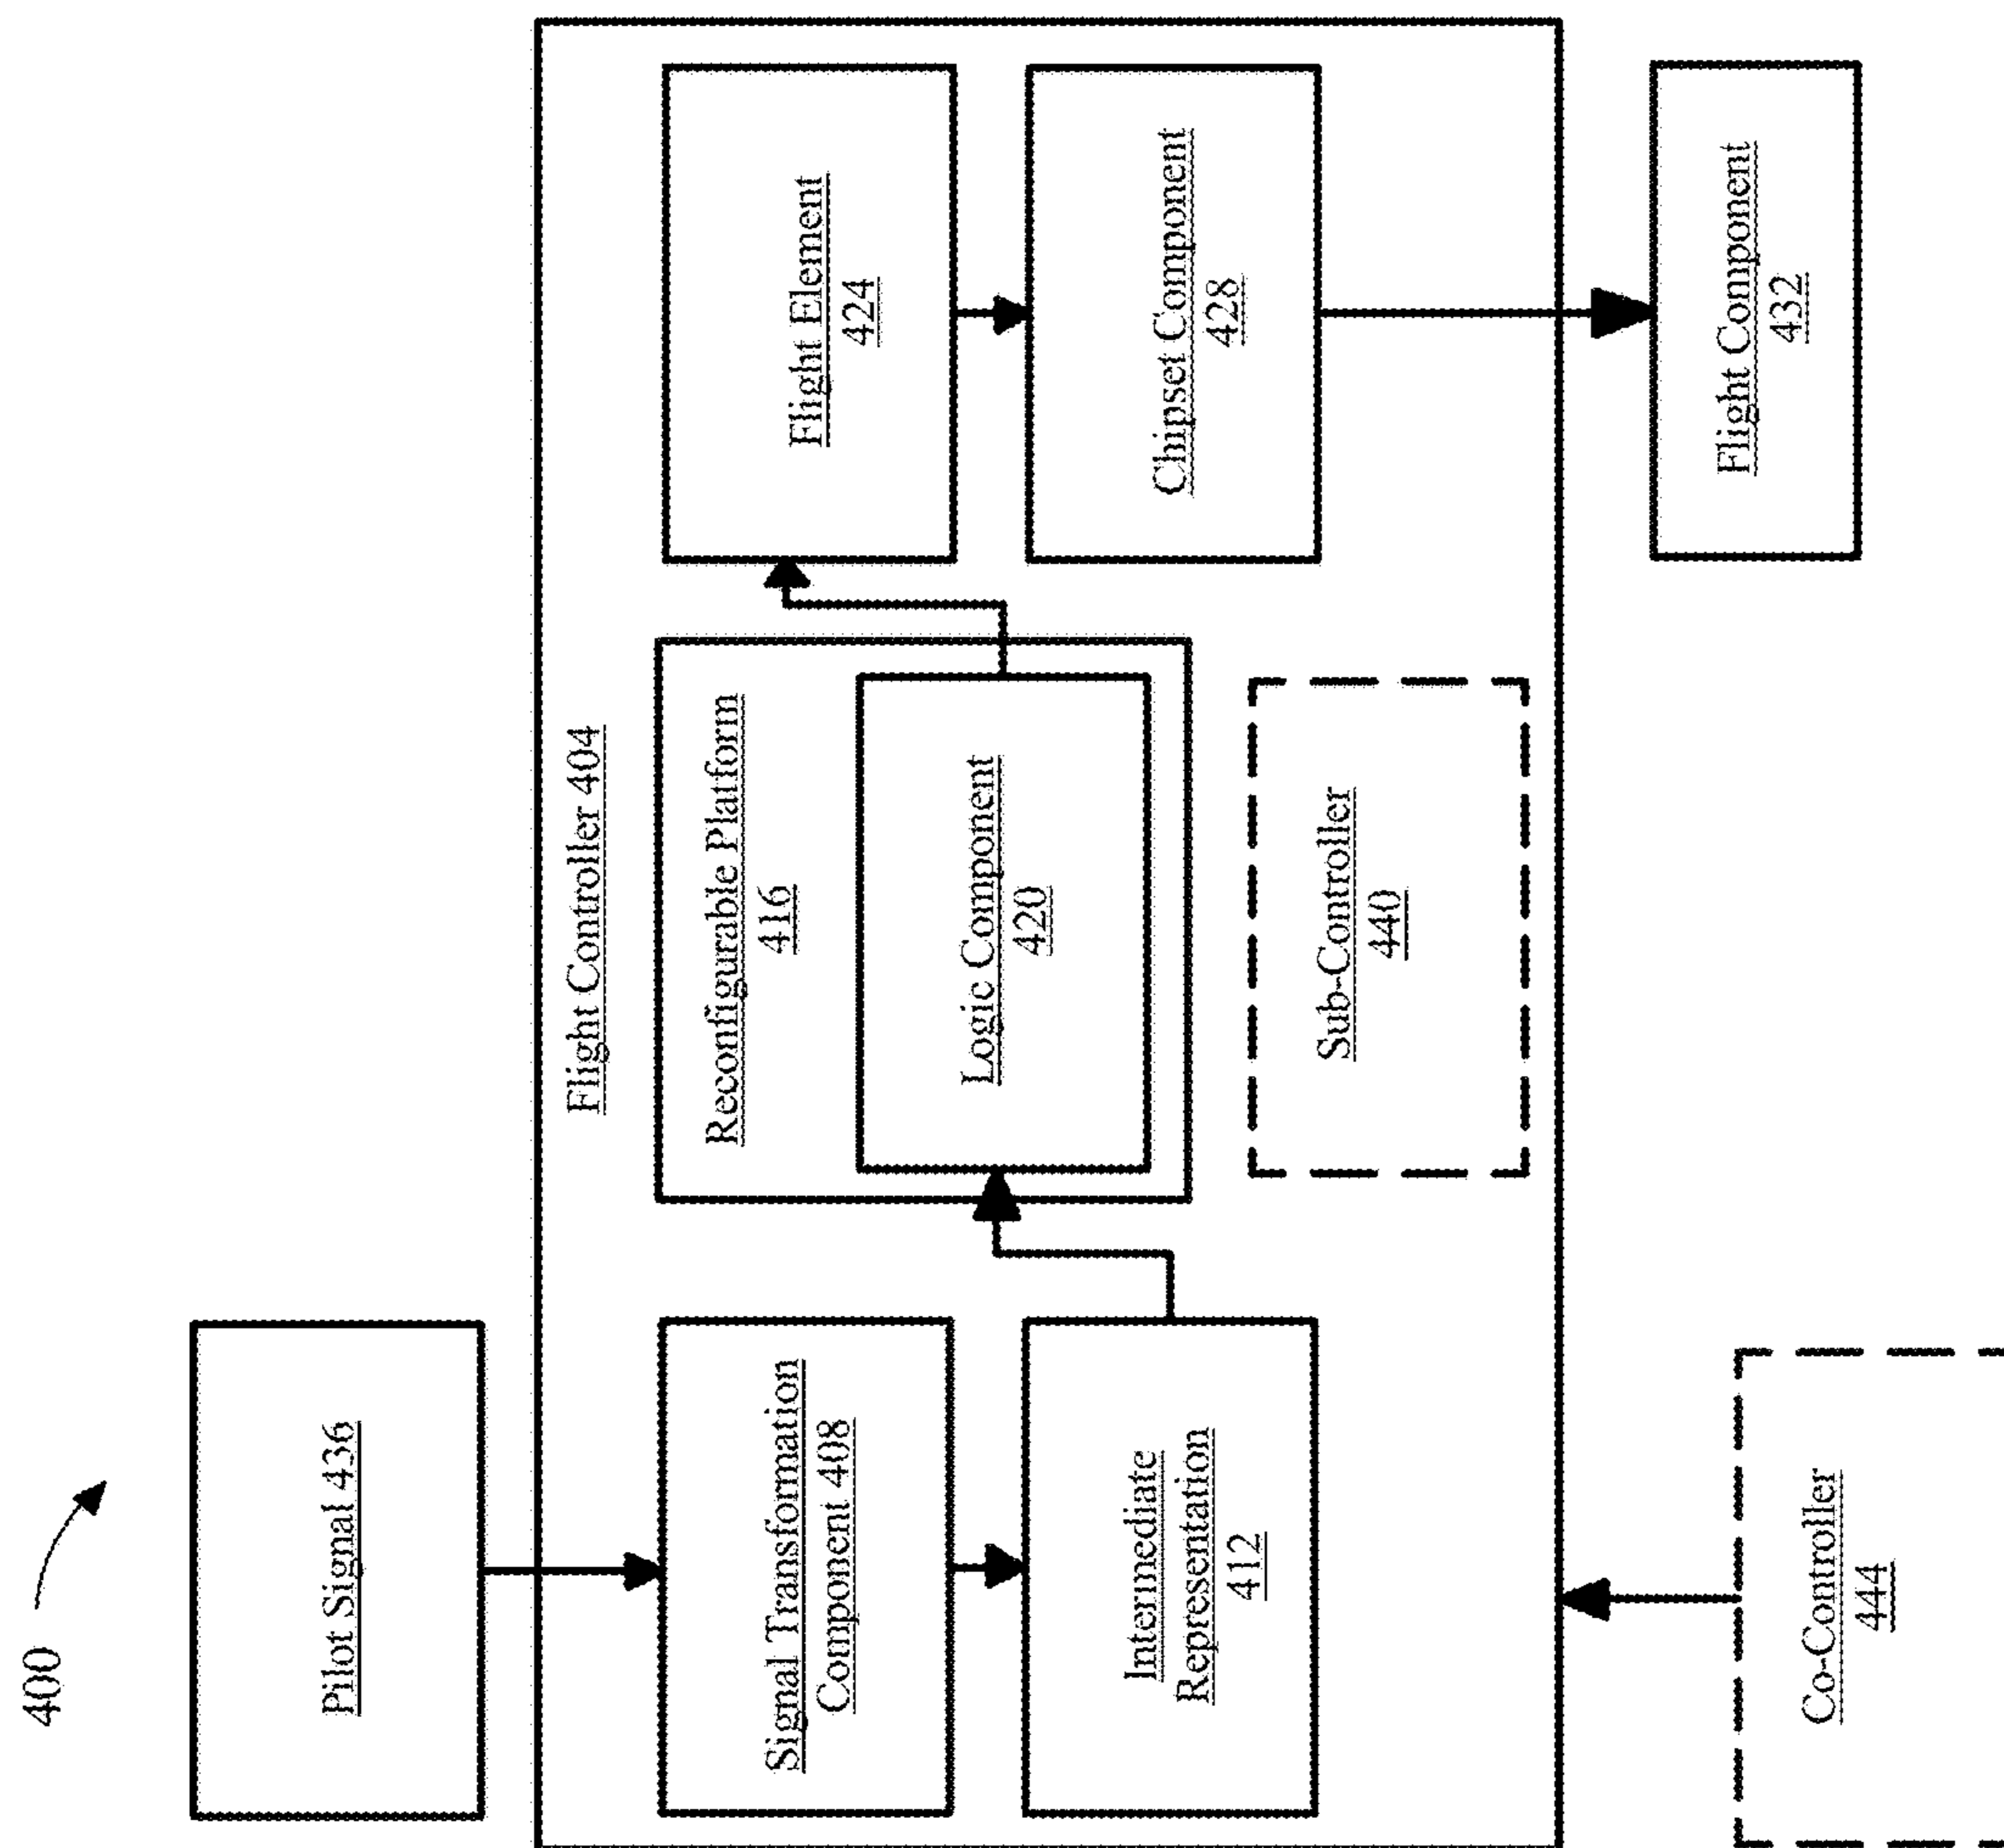 400
Pilot Signal 436
Flight Controller 404
Signal Transformation
Component 408
Intermediate
Representation
412
Reconfigurable Platform
416
Logic Component
420
Sub-Controller
440
Flight Element
424
Chipset Component
428
Co-Controller
444
Flight Component
432